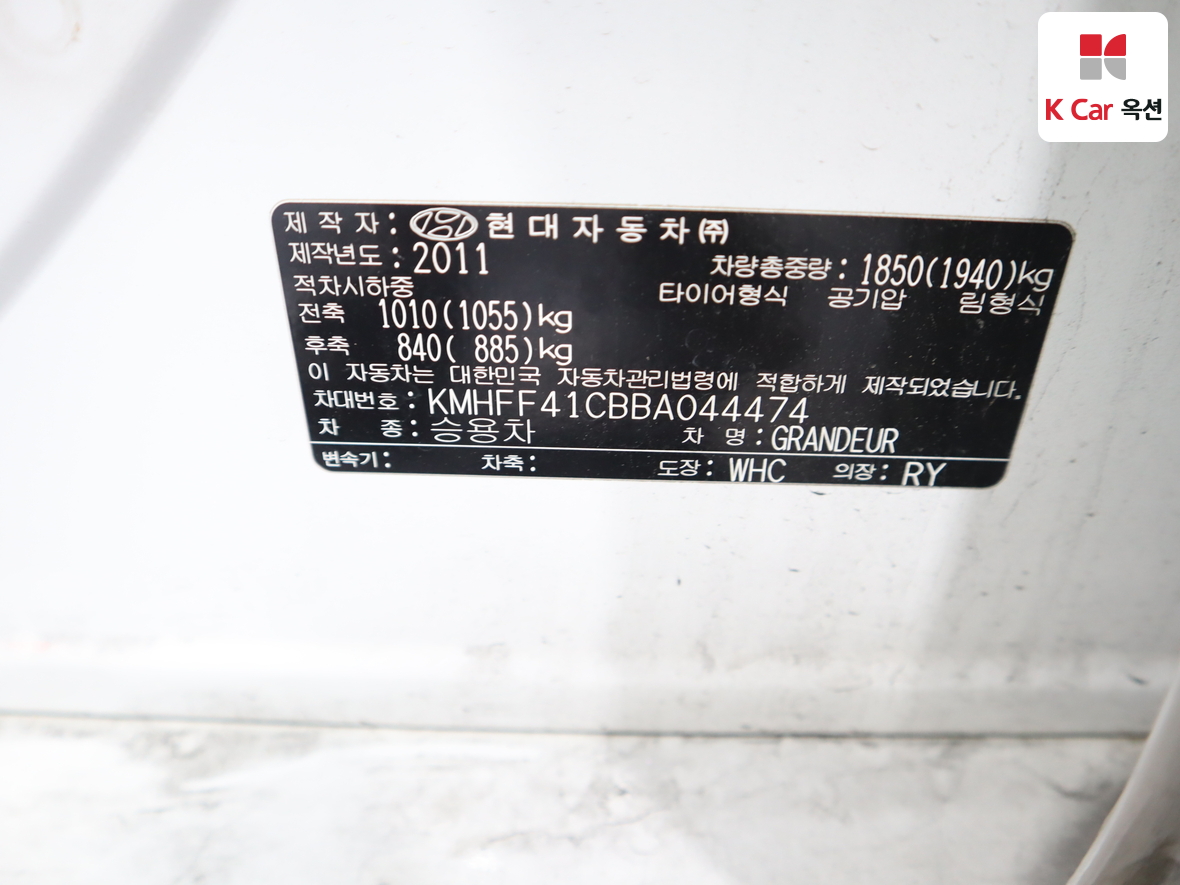 K Car 옥션
제 작 자 : 현 대 자 동 차 ㈜
제작년도 : 2011 차량총중량 : 1850(1940)kg
적차시하중 타이어형식 공기압 림형식
전축 1010(1055)kg
후축 840( 885)kg
이 자동차는 대한민국 자동차관리법령에 적합하게 제작되었습니다.
차대번호 : KMHFF41CBBA044474
차 종 : 승용차 차 명 : GRANDEUR
변속기 : 차축 : 도장 : WHC 의장 : RY